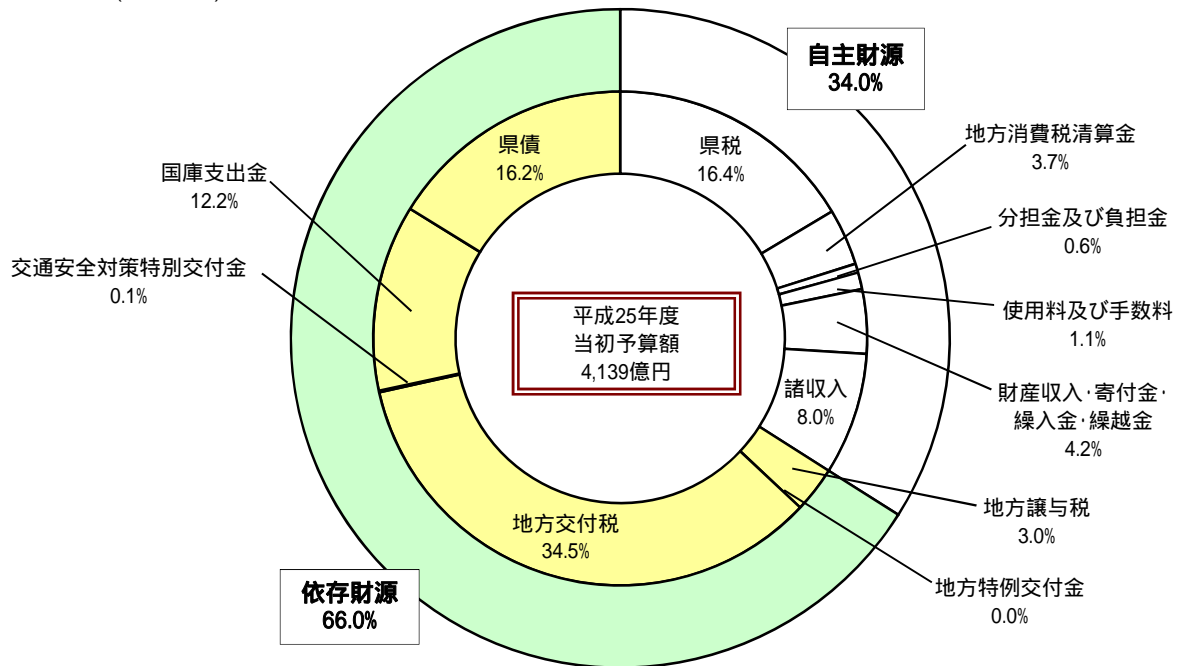 自主財源
34.0%
県税
16.4%
地方消費税清算金
3.7%
分担金及び負担金
0.6%
使用料及び手数料
1.1%
財産収入・寄付金・
繰入金・繰越金
4.2%
諸収入
8.0%
地方譲与税
3.0%
地方特例交付金
0.0%
地方交付税
34.5%
交通安全対策特別交付金
0.1%
国庫支出金
12.2%
県債
16.2%
依存財源
66.0%
平成25年度
当初予算額
4,139億円